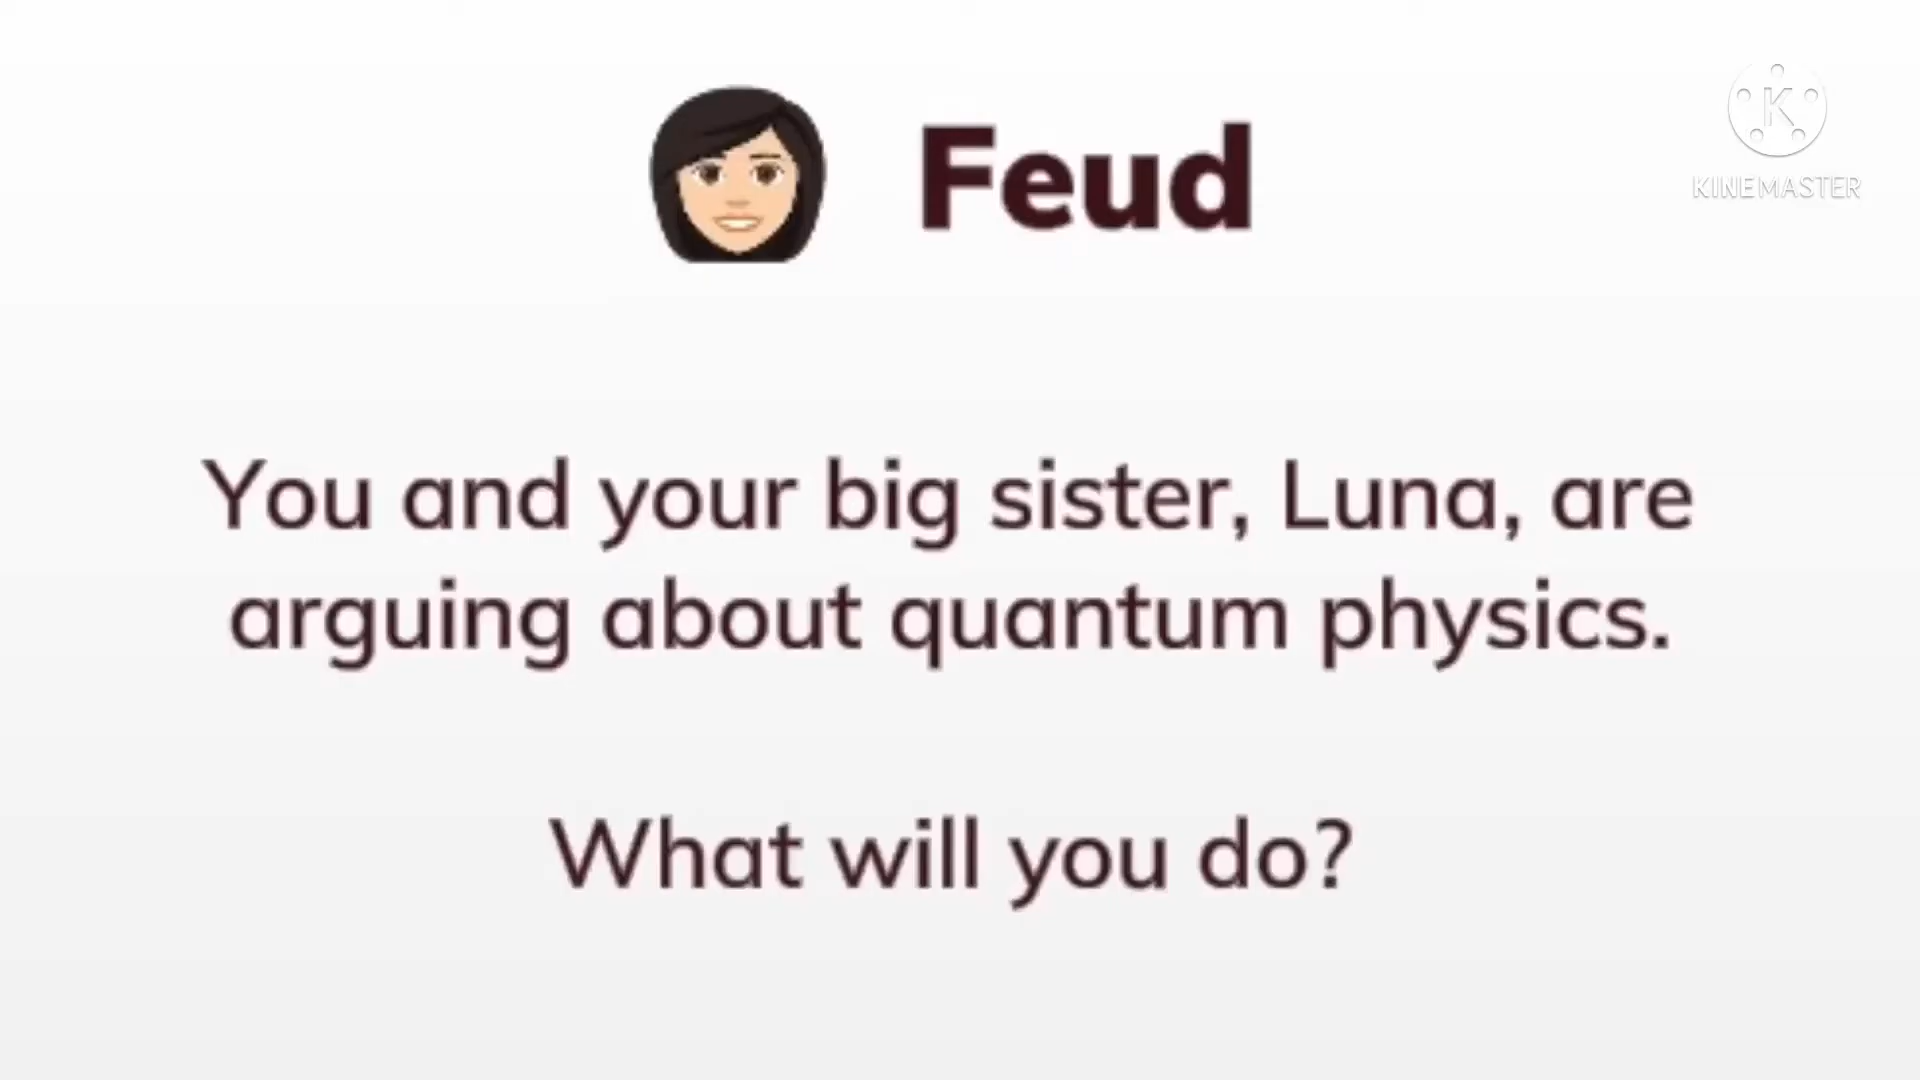 Feud
KINEMASTER
You and your big sister, Luna, are
arguing about quantum physics.
What will you do?